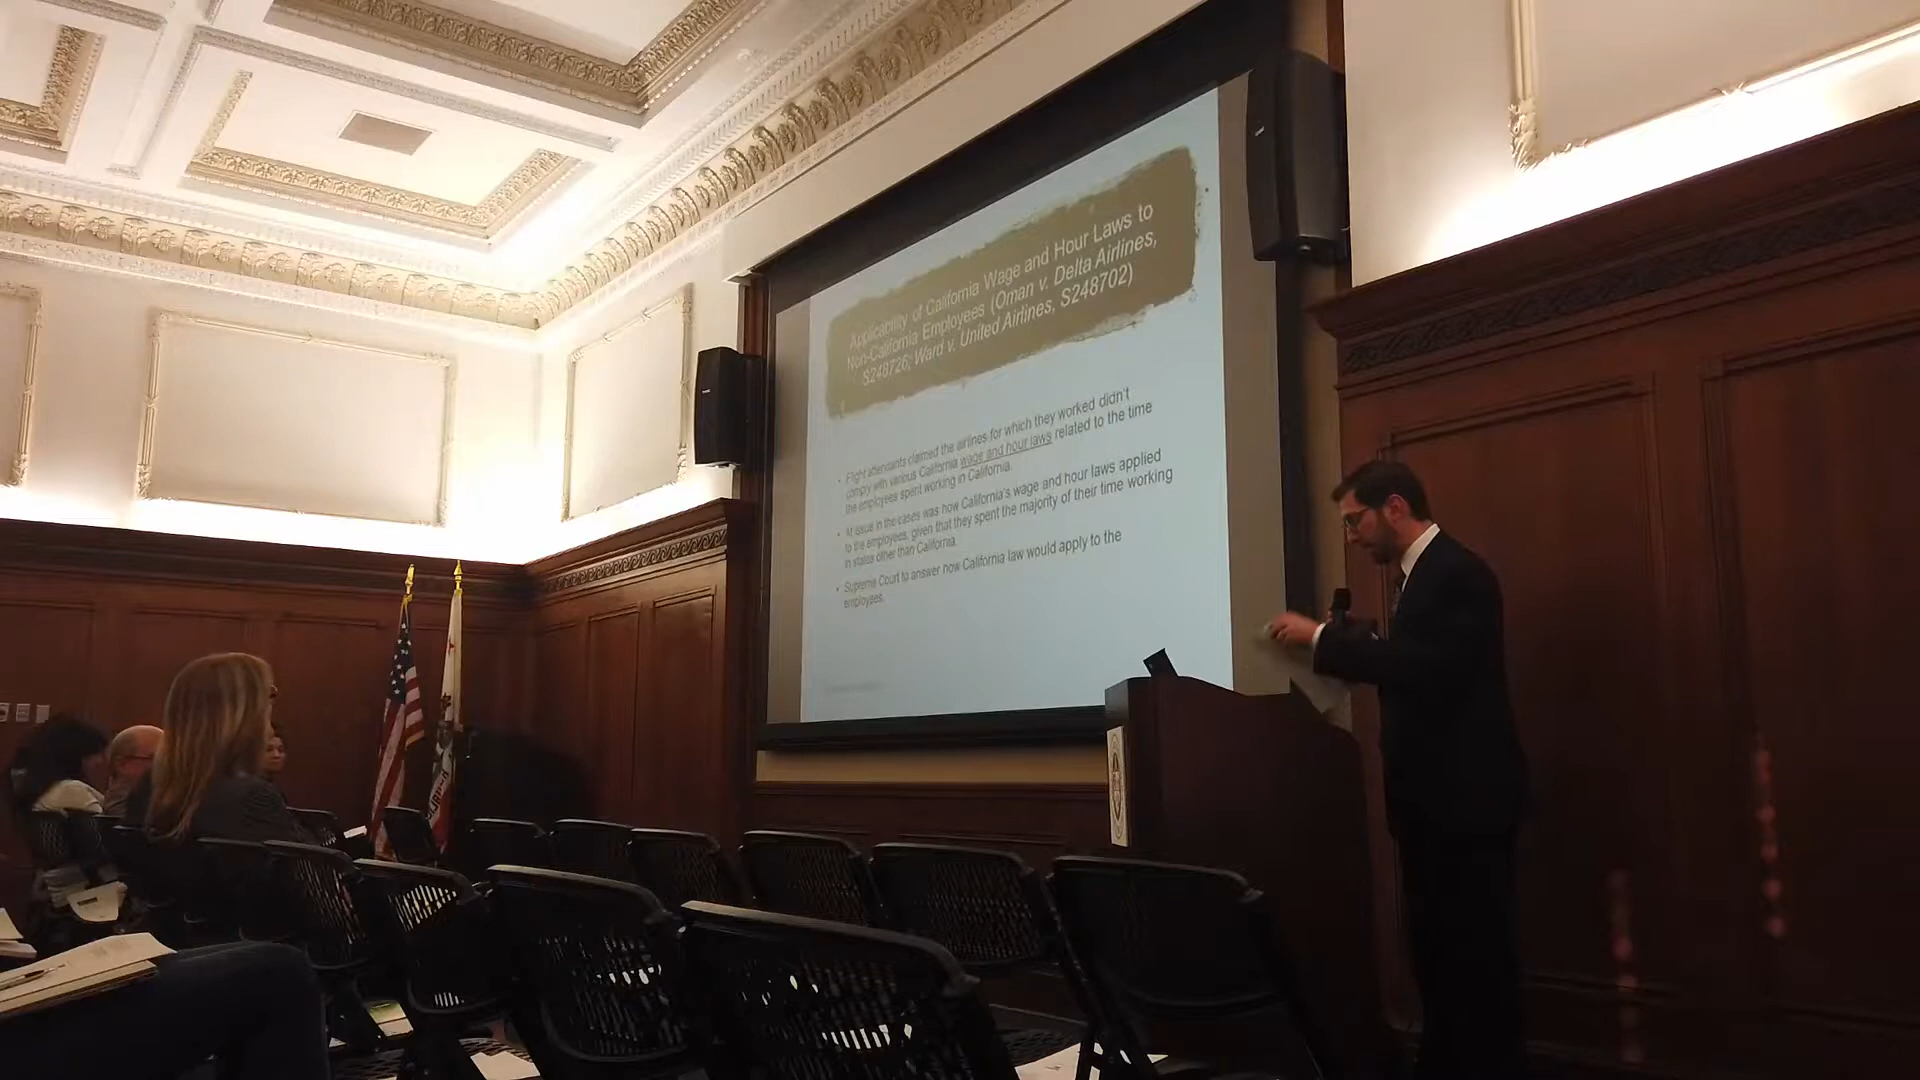 Applicability of California Wage and Hour Laws to
Non-California Employees (Oman v. Delta Airlines,
S248726; Ward v. United Airlines, S248702)
• Flight attendants claimed the airlines for which they worked didn't
comply with various California wage and hour laws related to the time
the employees spent working in California.
• At issue in the cases was how California's wage and hour laws applied
to the employees, given that they spent the majority of their time working
in states other than California.
• Supreme Court to answer how California law would apply to the
employees.